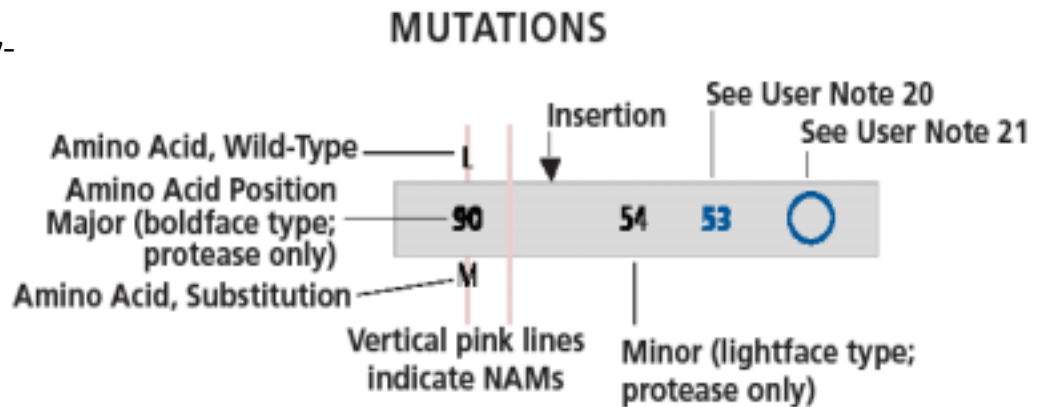 MUTATIONS
See User Note 20
Insertion
See User Note 21
Amino Acid, Wild-Type
L
Amino Acid Position
Major (boldface type;
protease only)
90
54
53
M
Amino Acid, Substitution
Vertical pink lines
indicate NAMs
Minor (lightface type;
protease only)